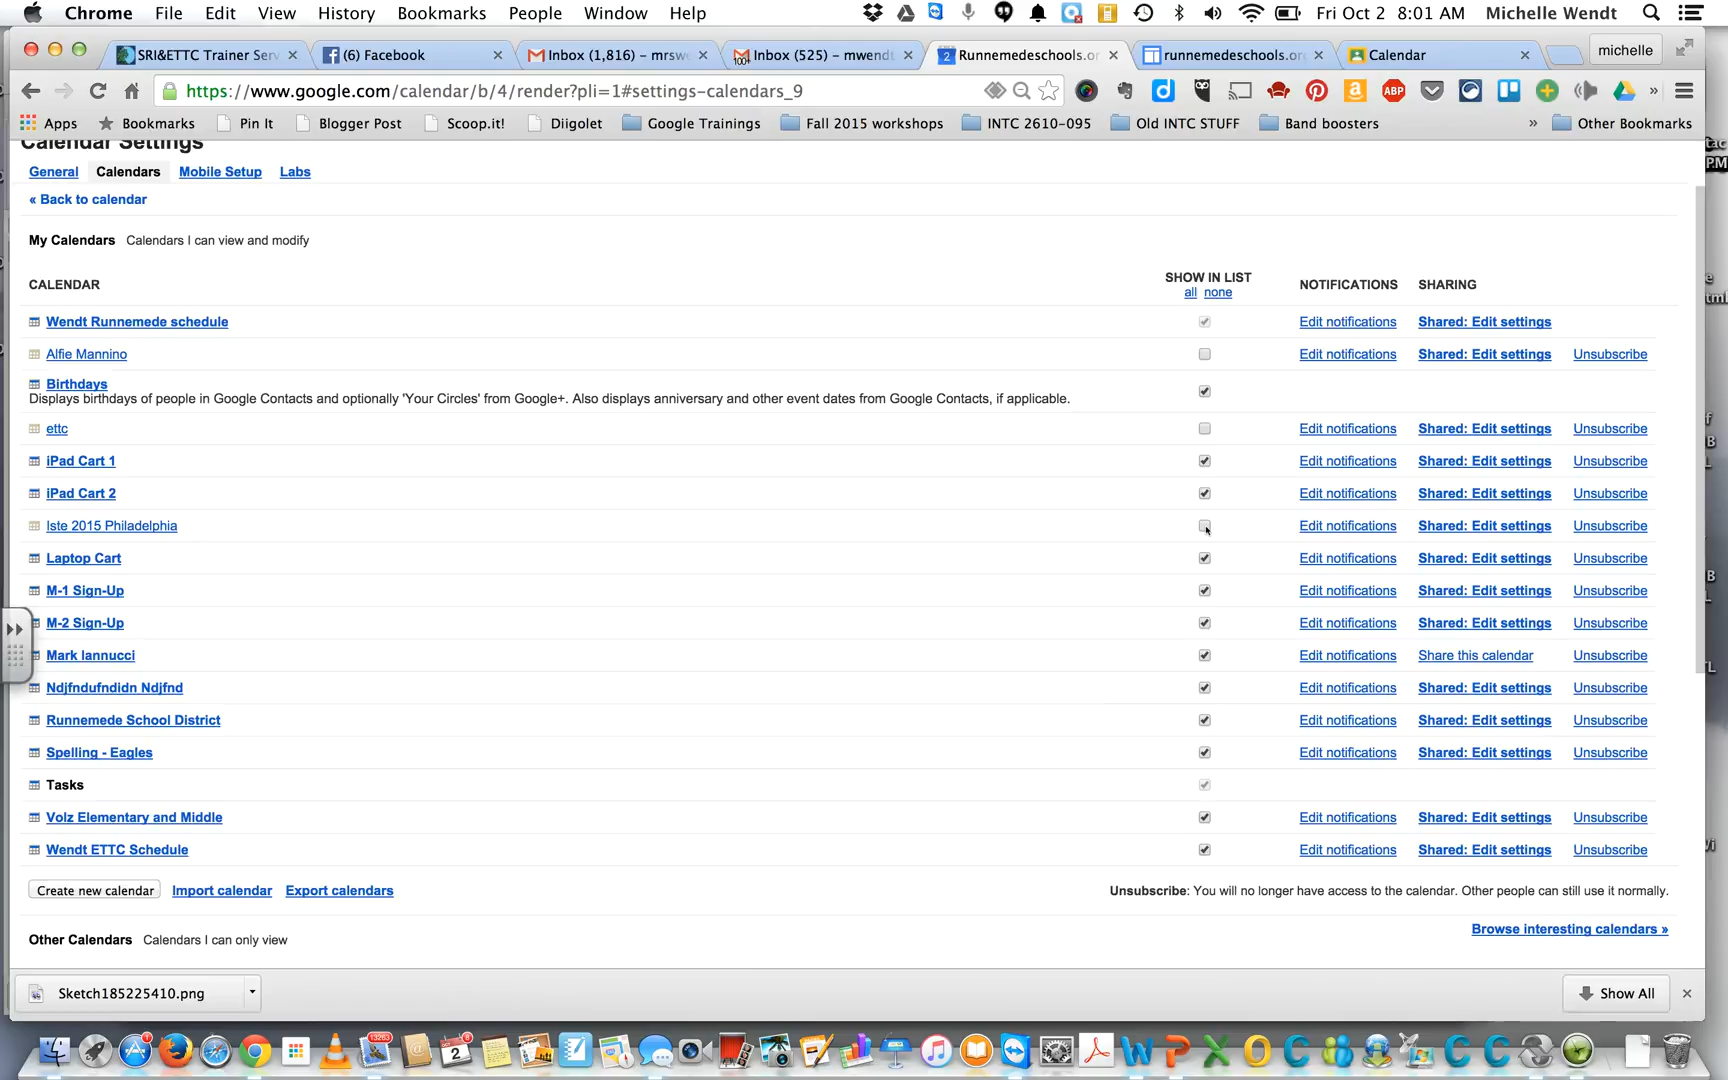 Chrome File Edit View History Bookmarks People Window Help Fri Oct 2 8:01 AM Michelle Wendt
SRI&ETTC Trainer Serv (6) Facebook Inbox (1,816) – mrswe Inbox (525) – mwendt 2 Runnemedeschools.or runnemedeschools.org Calendar michelle
https://www.google.com/calendar/b/4/render?pli=1#settings-calendars_9 ABP
Apps Bookmarks Pin It Blogger Post Scoop.it! Diigolet Google Trainings Fall 2015 workshops INTC 2610-095 Old INTC STUFF Band boosters » Other Bookmarks
Calendar Settings
General Calendars Mobile Setup Labs
« Back to calendar
My Calendars Calendars I can view and modify
CALENDAR SHOW IN LIST NOTIFICATIONS SHARING
all none
Wendt Runnemede schedule Edit notifications Shared: Edit settings
Alfie Mannino Edit notifications Shared: Edit settings Unsubscribe
Birthdays
Displays birthdays of people in Google Contacts and optionally 'Your Circles' from Google+. Also displays anniversary and other event dates from Google Contacts, if applicable.
ettc Edit notifications Shared: Edit settings Unsubscribe
iPad Cart 1 Edit notifications Shared: Edit settings Unsubscribe
iPad Cart 2 Edit notifications Shared: Edit settings Unsubscribe
Iste 2015 Philadelphia Edit notifications Shared: Edit settings Unsubscribe
Laptop Cart Edit notifications Shared: Edit settings Unsubscribe
M-1 Sign-Up Edit notifications Shared: Edit settings Unsubscribe
M-2 Sign-Up Edit notifications Shared: Edit settings Unsubscribe
Mark Iannucci Edit notifications Share this calendar Unsubscribe
Ndjfndufndidn Ndjfnd Edit notifications Shared: Edit settings Unsubscribe
Runnemede School District Edit notifications Shared: Edit settings Unsubscribe
Spelling - Eagles Edit notifications Shared: Edit settings Unsubscribe
Tasks
Volz Elementary and Middle Edit notifications Shared: Edit settings Unsubscribe
Wendt ETTC Schedule Edit notifications Shared: Edit settings Unsubscribe
Create new calendar Import calendar Export calendars Unsubscribe: You will no longer have access to the calendar. Other people can still use it normally.
Other Calendars Calendars I can only view Browse interesting calendars »
Sketch185225410.png Show All